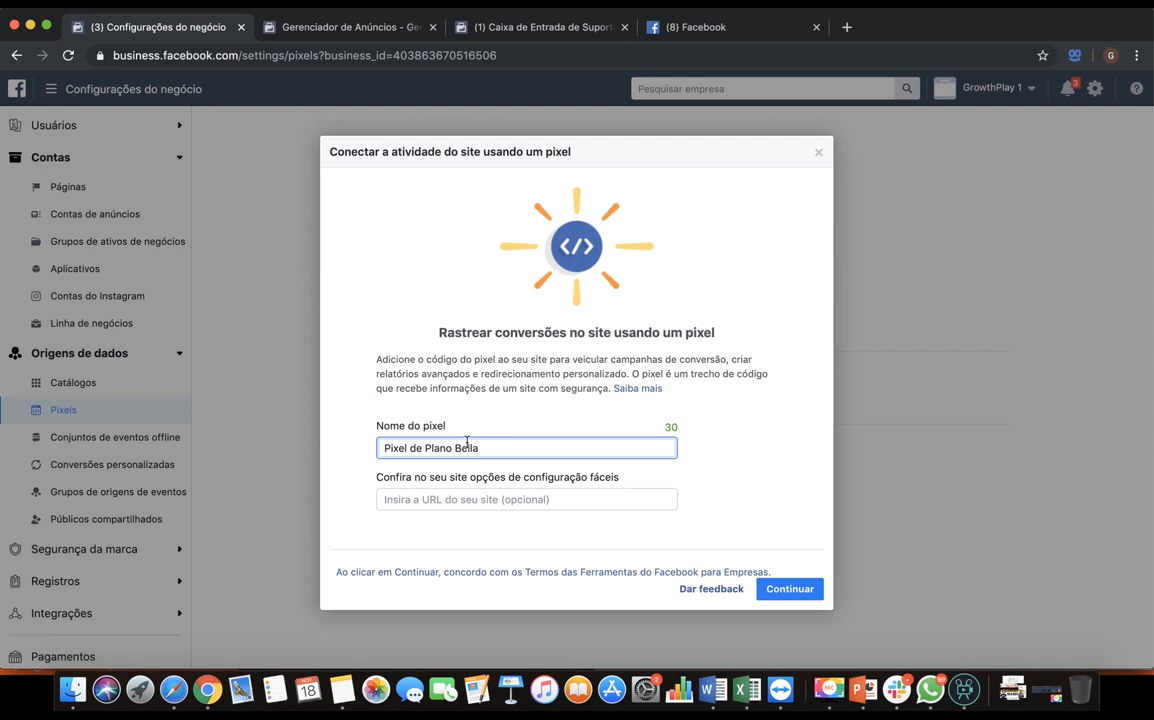 (3) Configurações do negócio
Gerenciador de Anúncios - Ge
(1) Caixa de Entrada de Supor
(8) Facebook
business.facebook.com/settings/pixels?business_id=403863670516506
G
Configurações do negócio
Pesquisar empresa
GrowthPlay 1
3
Usuários
Contas
Páginas
Contas de anúncios
Grupos de ativos de negócios
Aplicativos
Contas do Instagram
Linha de negócios
Origens de dados
Catálogos
Pixels
Conjuntos de eventos offline
Conversões personalizadas
Grupos de origens de eventos
Públicos compartilhados
Segurança da marca
Registros
Integrações
Pagamentos
Conectar a atividade do site usando um pixel
</>
Rastrear conversões no site usando um pixel
Adicione o código do pixel ao seu site para veicular campanhas de conversão, criar
relatórios avançados e redirecionamento personalizado. O pixel é um trecho de código
que recebe informações de um site com segurança. Saiba mais
Nome do pixel
30
Pixel de Plano Bella
Confira no seu site opções de configuração fáceis
Insira a URL do seu site (opcional)
Ao clicar em Continuar, concordo com os Termos das Ferramentas do Facebook para Empresas.
Dar feedback
Continuar
18
2
REC
99